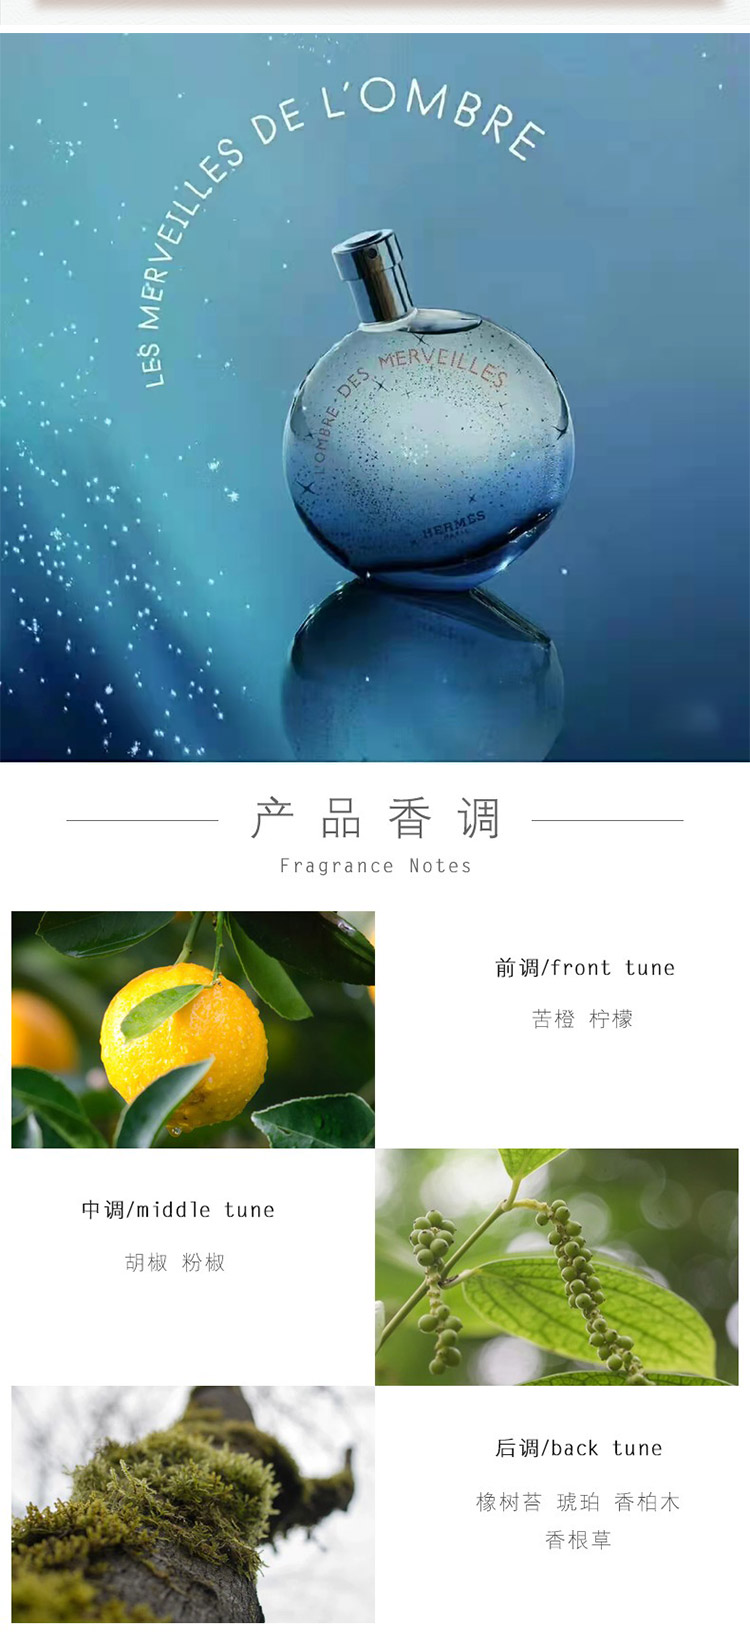 LES MERVEILLES DE L'OMBRE
L'OMBRE DES MERVEILLES
HERMÈS
PARIS
产品香调
Fragrance Notes
前调/front tune
苦橙 柠檬
中调/middle tune
胡椒 粉椒
后调/back tune
橡树苔 琥珀 香柏木
香根草